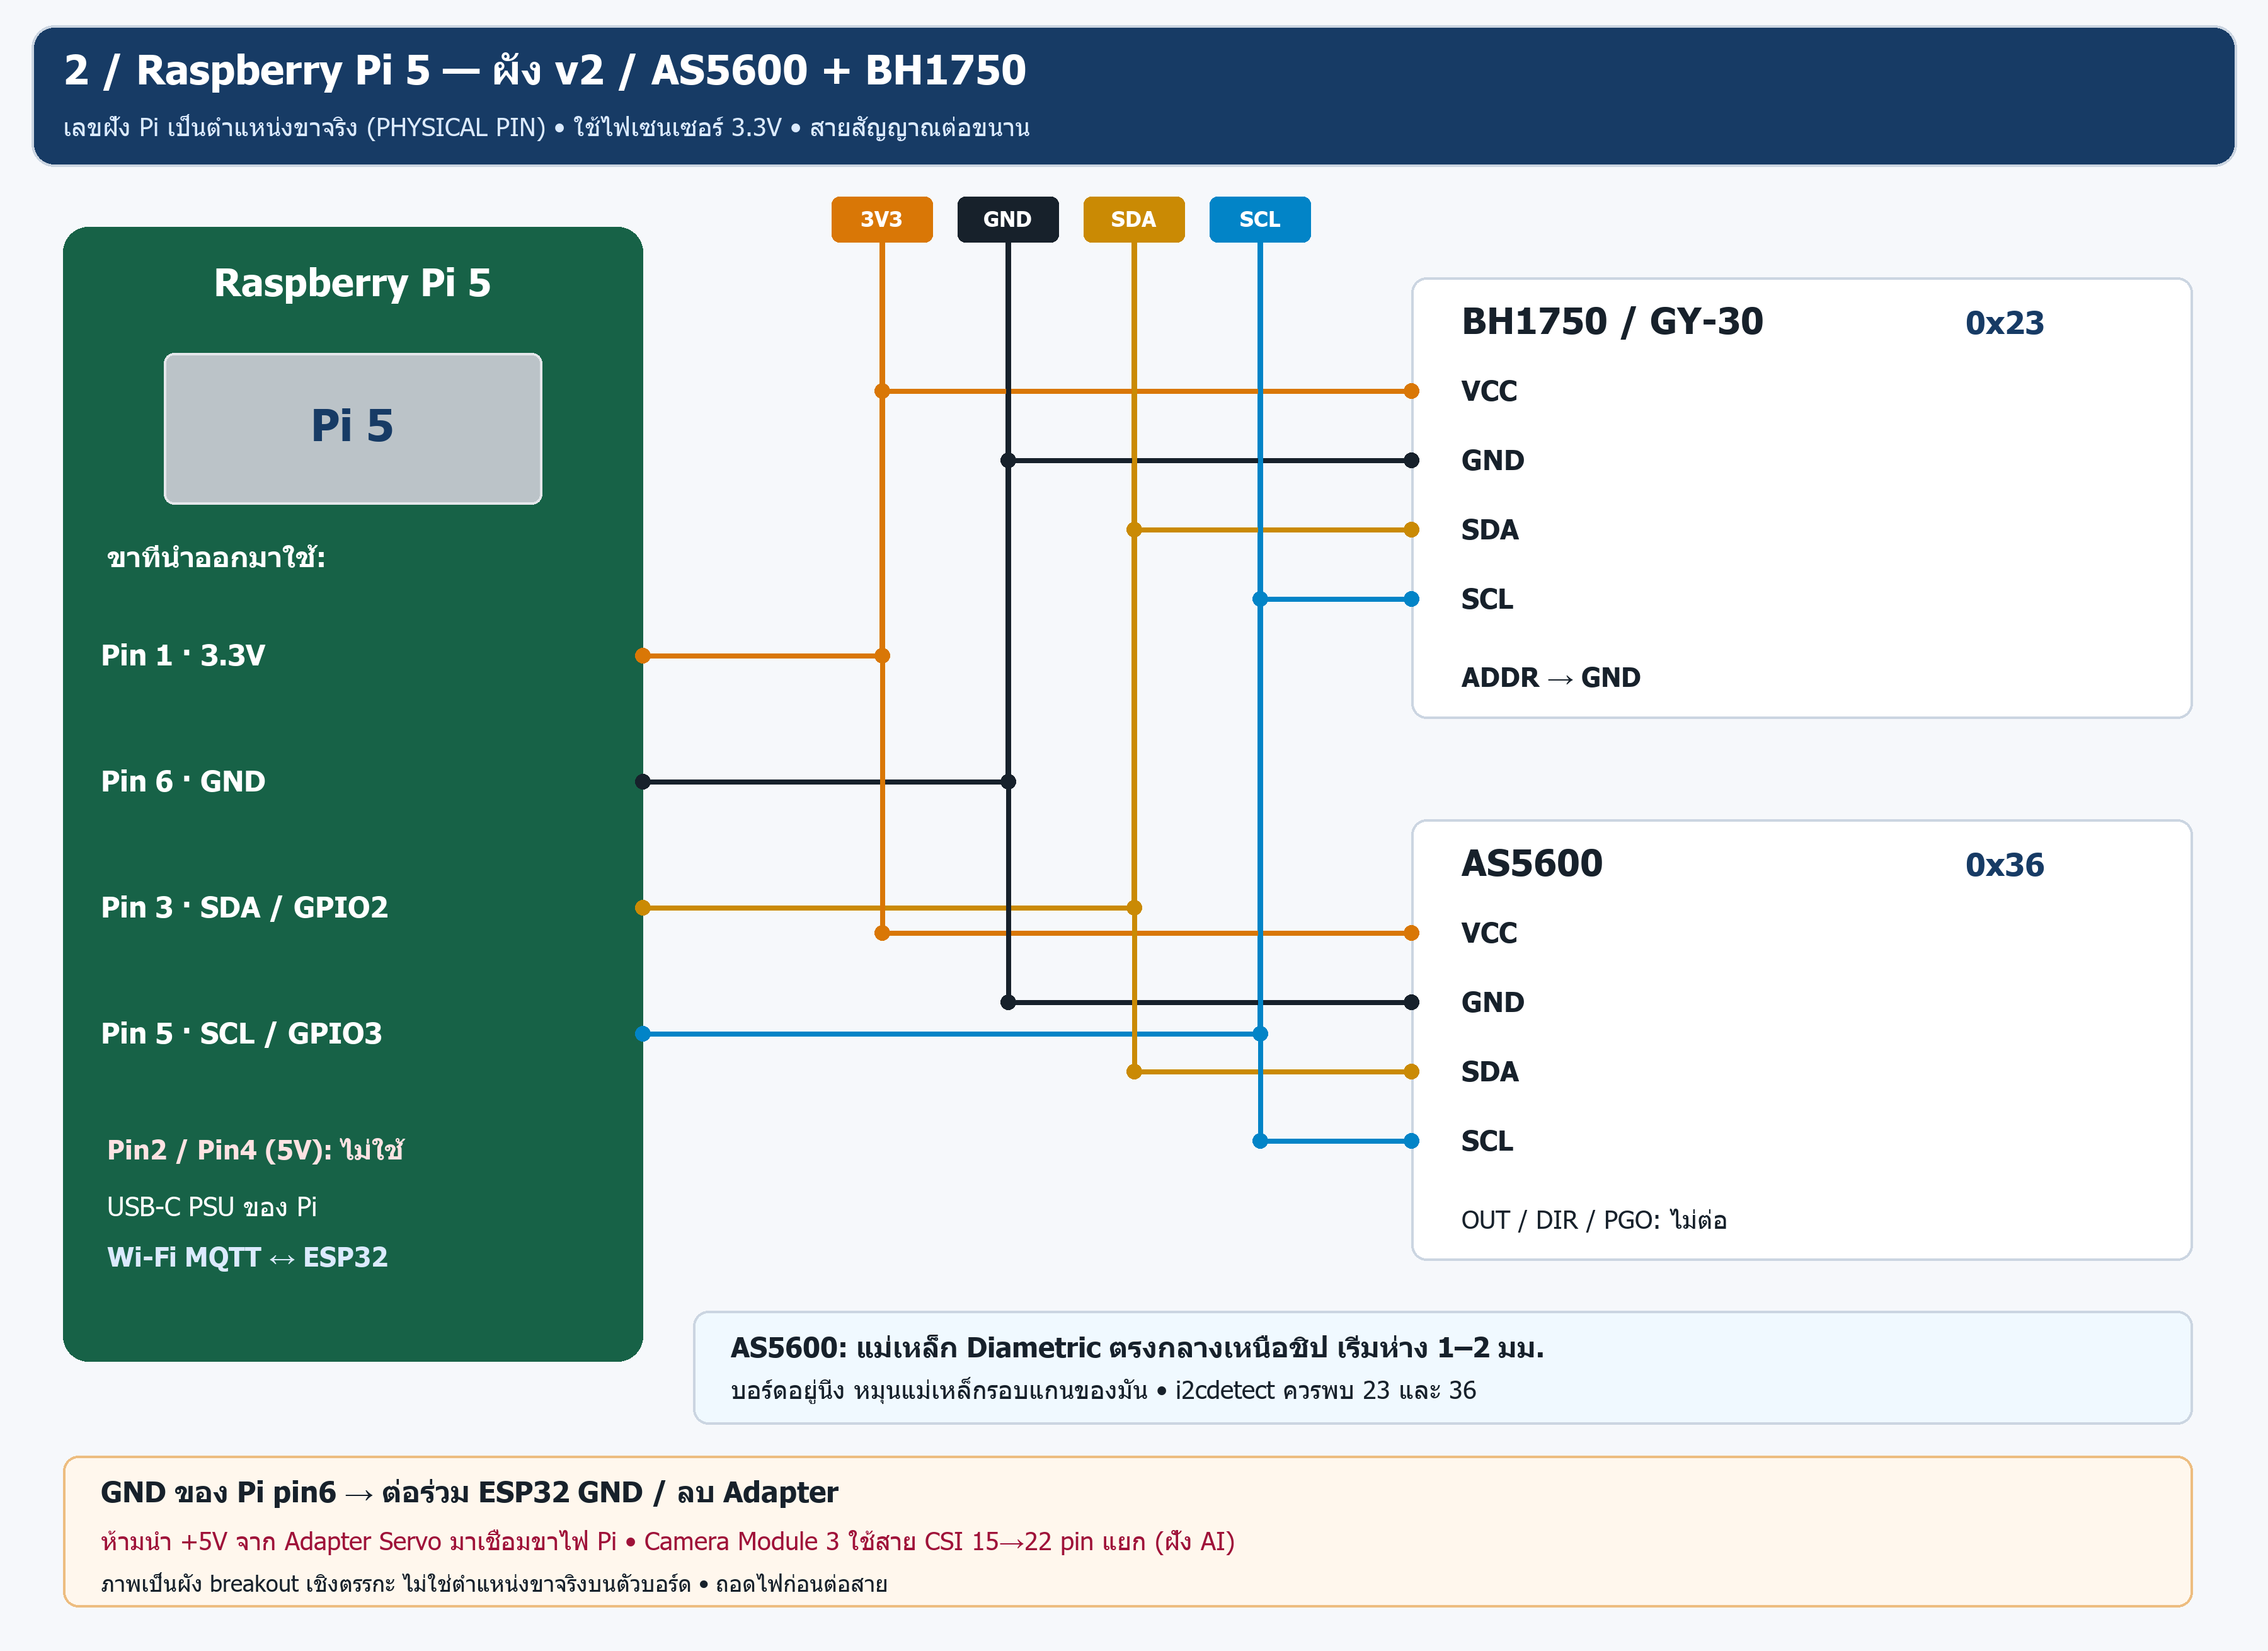 2 / Raspberry Pi 5 — ผัง v2 / AS5600 + BH1750
เลขฝั่ง Pi เป็นตำแหน่งขาจริง (PHYSICAL PIN) • ใช้ไฟเซนเซอร์ 3.3V • สายสัญญาณต่อขนาน
3V3
GND
SDA
SCL
Raspberry Pi 5
Pi 5
ขาที่นำออกมาใช้:
Pin 1 · 3.3V
Pin 6 · GND
Pin 3 · SDA / GPIO2
Pin 5 · SCL / GPIO3
Pin2 / Pin4 (5V): ไม่ใช้
USB-C PSU ของ Pi
Wi-Fi MQTT ↔ ESP32
BH1750 / GY-30 0x23
VCC
GND
SDA
SCL
ADDR → GND
AS5600 0x36
VCC
GND
SDA
SCL
OUT / DIR / PGO: ไม่ต่อ
AS5600: แม่เหล็ก Diametric ตรงกลางเหนือชิป เริ่มห่าง 1–2 มม.
บอร์ดอยู่นิ่ง หมุนแม่เหล็กรอบแกนของมัน • i2cdetect ควรพบ 23 และ 36
GND ของ Pi pin6 → ต่อร่วม ESP32 GND / ลบ Adapter
ห้ามนำ +5V จาก Adapter Servo มาเชื่อมขาไฟ Pi • Camera Module 3 ใช้สาย CSI 15→22 pin แยก (ฝั่ง AI)
ภาพเป็นผัง breakout เชิงตรรกะ ไม่ใช่ตำแหน่งขาจริงบนตัวบอร์ด • ถอดไฟก่อนต่อสาย